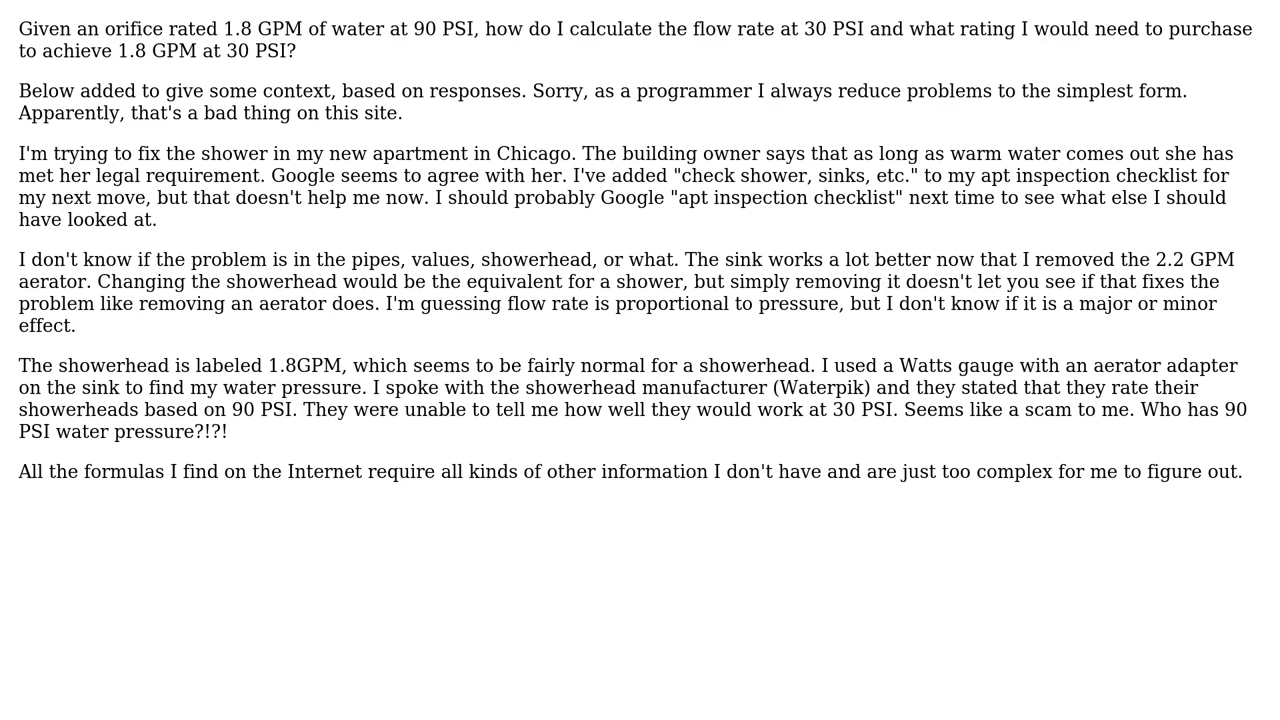 Given an orifice rated 1.8 GPM of water at 90 PSI, how do I calculate the flow rate at 30 PSI and what rating I would need to purchase
to achieve 1.8 GPM at 30 PSI?
Below added to give some context, based on responses. Sorry, as a programmer I always reduce problems to the simplest form.
Apparently, that's a bad thing on this site.
I'm trying to fix the shower in my new apartment in Chicago. The building owner says that as long as warm water comes out she has
met her legal requirement. Google seems to agree with her. I've added "check shower, sinks, etc." to my apt inspection checklist for
my next move, but that doesn't help me now. I should probably Google "apt inspection checklist" next time to see what else I should
have looked at.
I don't know if the problem is in the pipes, values, showerhead, or what. The sink works a lot better now that I removed the 2.2 GPM
aerator. Changing the showerhead would be the equivalent for a shower, but simply removing it doesn't let you see if that fixes the
problem like removing an aerator does. I'm guessing flow rate is proportional to pressure, but I don't know if it is a major or minor
effect.
The showerhead is labeled 1.8GPM, which seems to be fairly normal for a showerhead. I used a Watts gauge with an aerator adapter
on the sink to find my water pressure. I spoke with the showerhead manufacturer (Waterpik) and they stated that they rate their
showerheads based on 90 PSI. They were unable to tell me how well they would work at 30 PSI. Seems like a scam to me. Who has 90
PSI water pressure?!?!
All the formulas I find on the Internet require all kinds of other information I don't have and are just too complex for me to figure out.